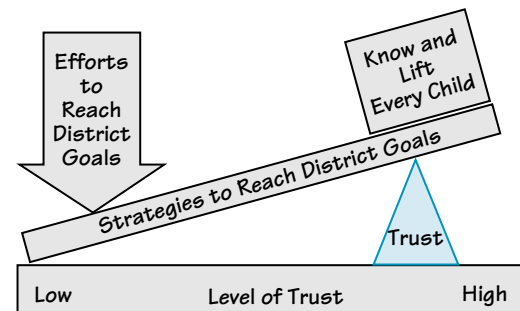 Efforts
to
Reach
District
Goals
Know and
Lift
Every Child
Strategies to Reach District Goals
Trust
Low Level of Trust High